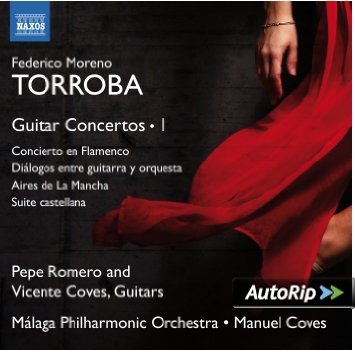 NAXOS
Federico Moreno
TORROBA
Guitar Concertos • 1
Concierto en Flamenco
Diálogos entre guitarra y orquesta
Aires de La Mancha
Suite castellana
Pepe Romero and
Vicente Coves, Guitars
AutoRip
Málaga Philharmonic Orchestra • Manuel Coves